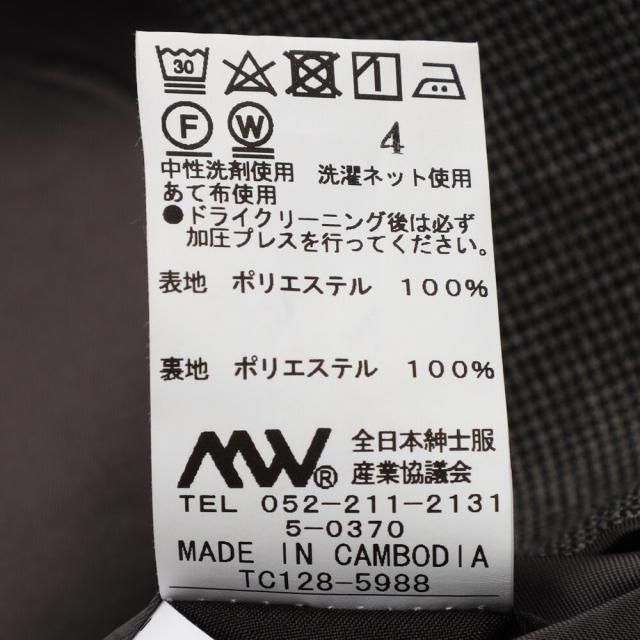 30
F W 4
中性洗剤使用 洗濯ネット使用
あて布使用
●ドライクリーニング後は必ず
加圧プレスを行ってください。
表地 ポリエステル 100%
裏地 ポリエステル 100%
MW® 全日本紳士服
産業協議会
TEL 052-211-2131
5-0370
MADE IN CAMBODIA
TC128-5988